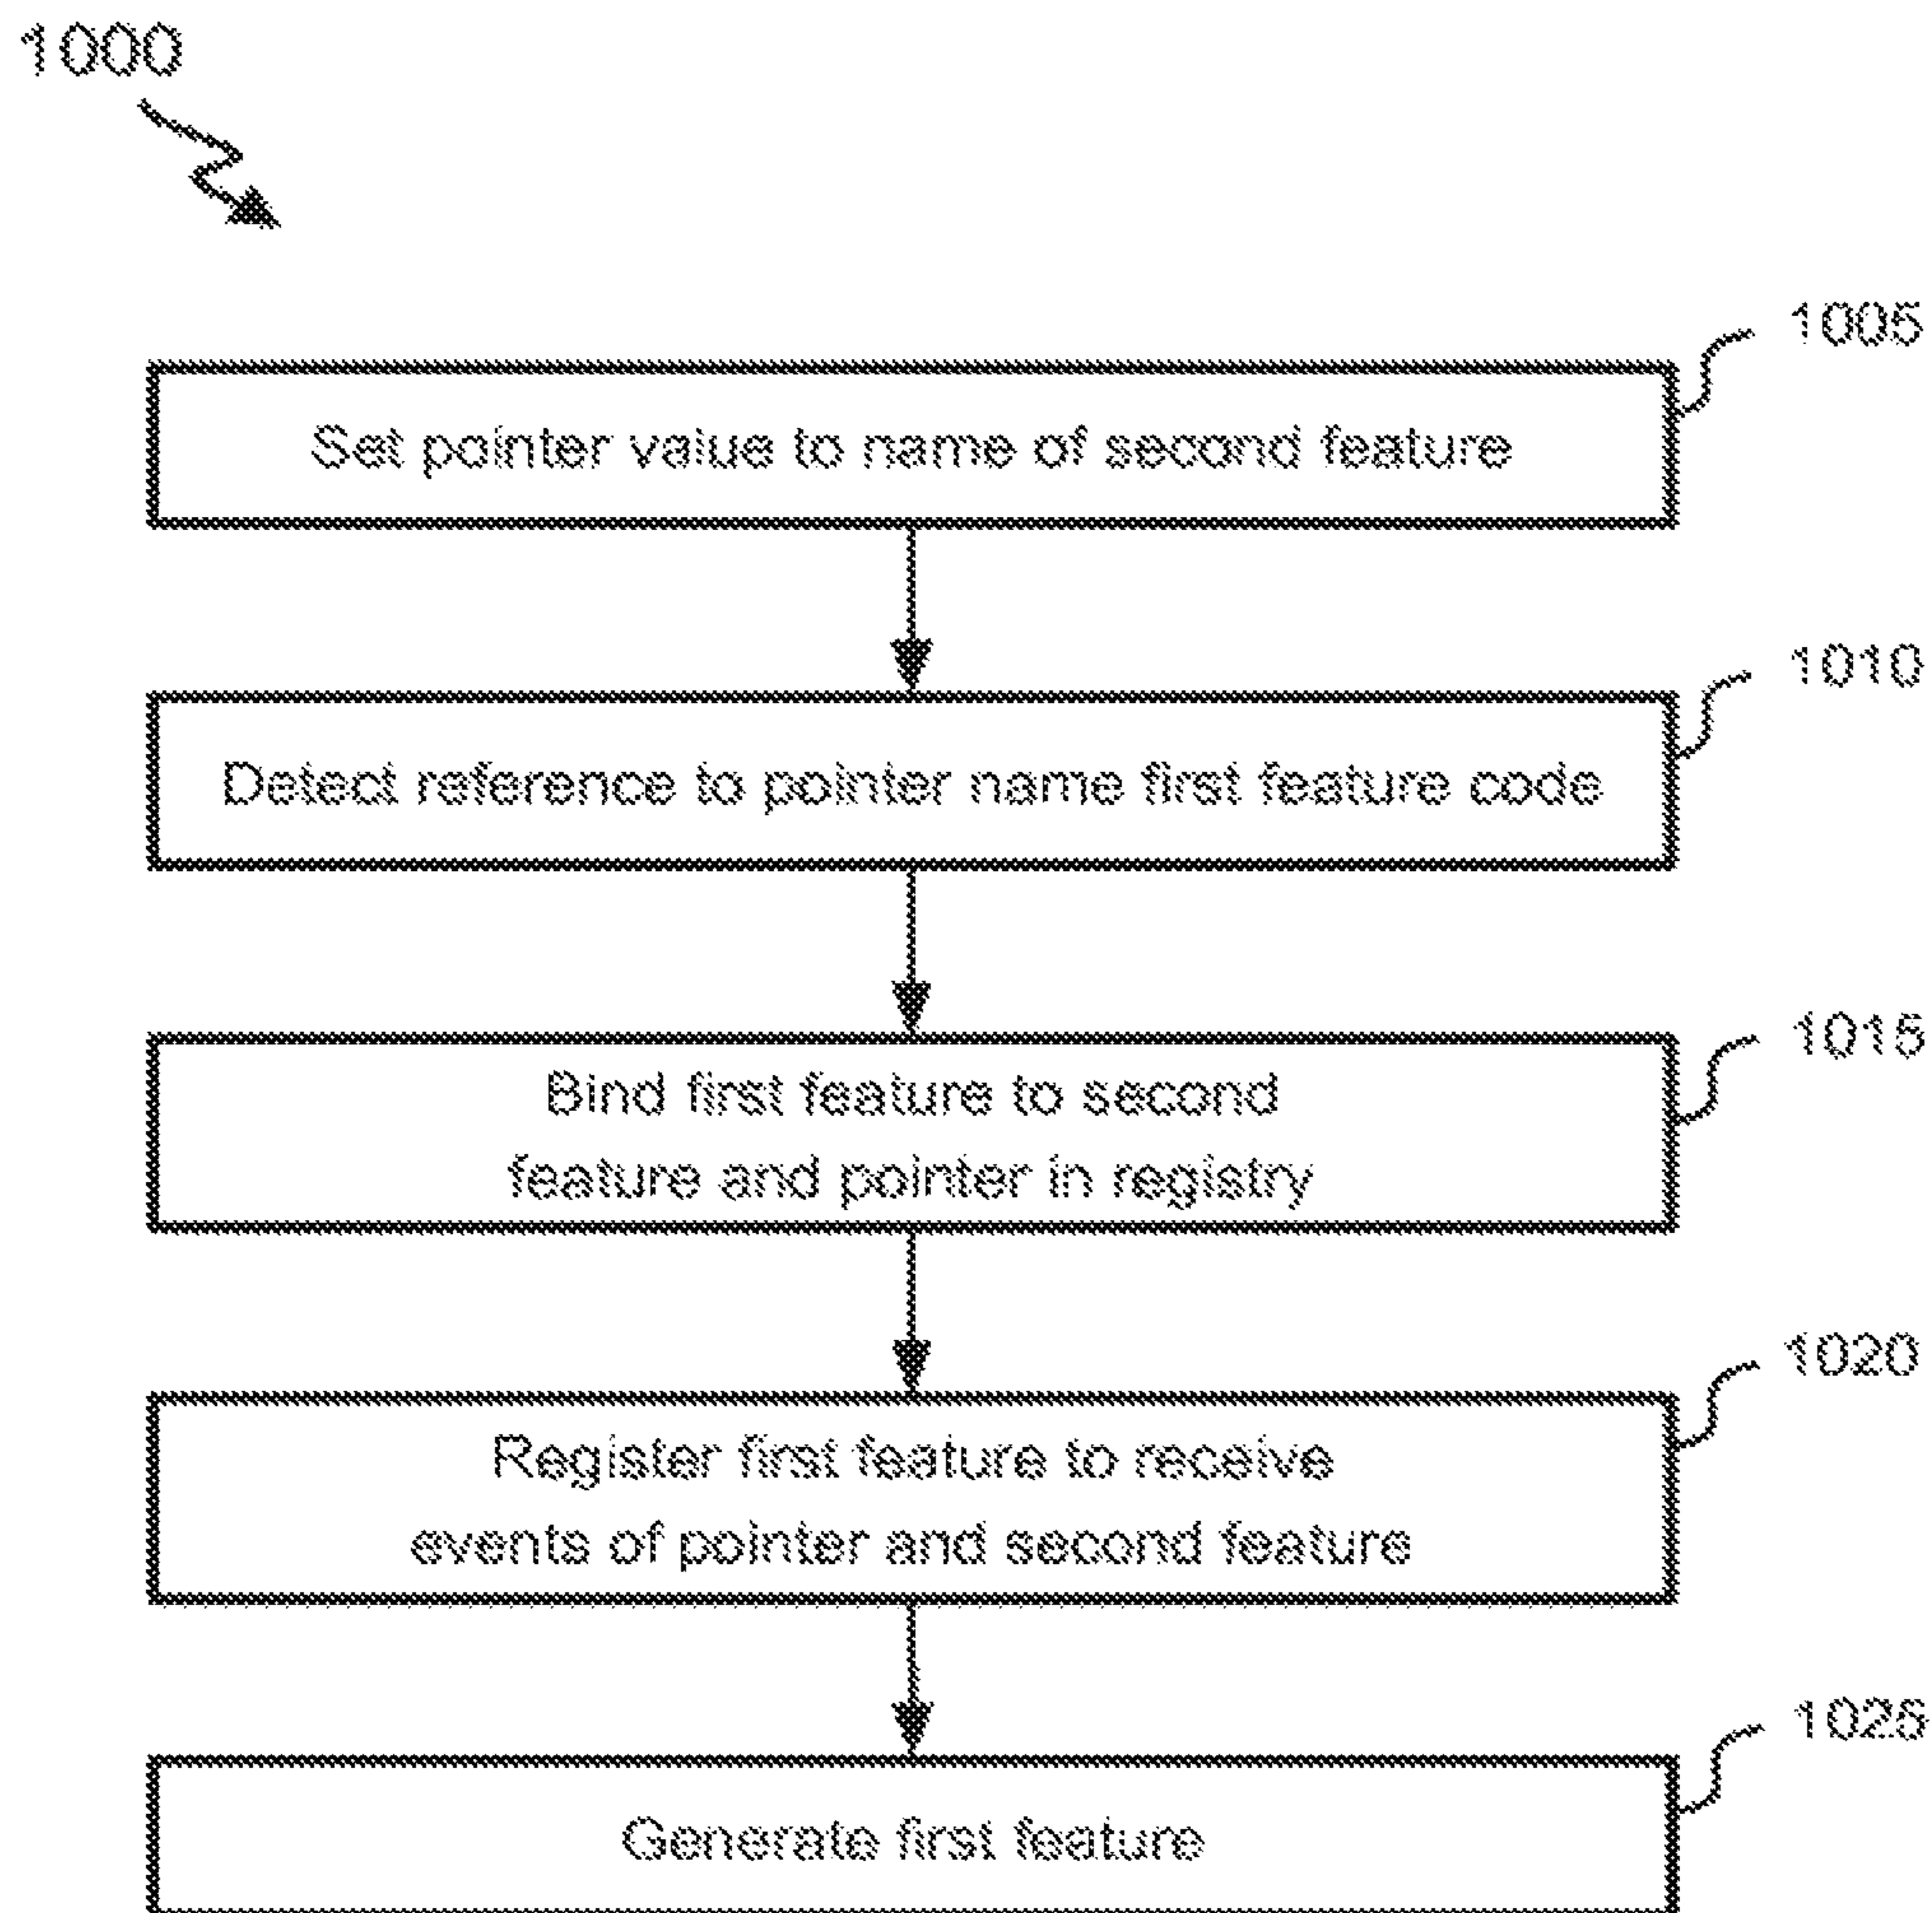 1000
1005
Set pointer value to name of second feature
1010
Detect reference to pointer name first feature code
1015
Bind first feature to second
feature and pointer in registry
1020
Register first feature to receive
events of pointer and second feature
1025
Generate first feature